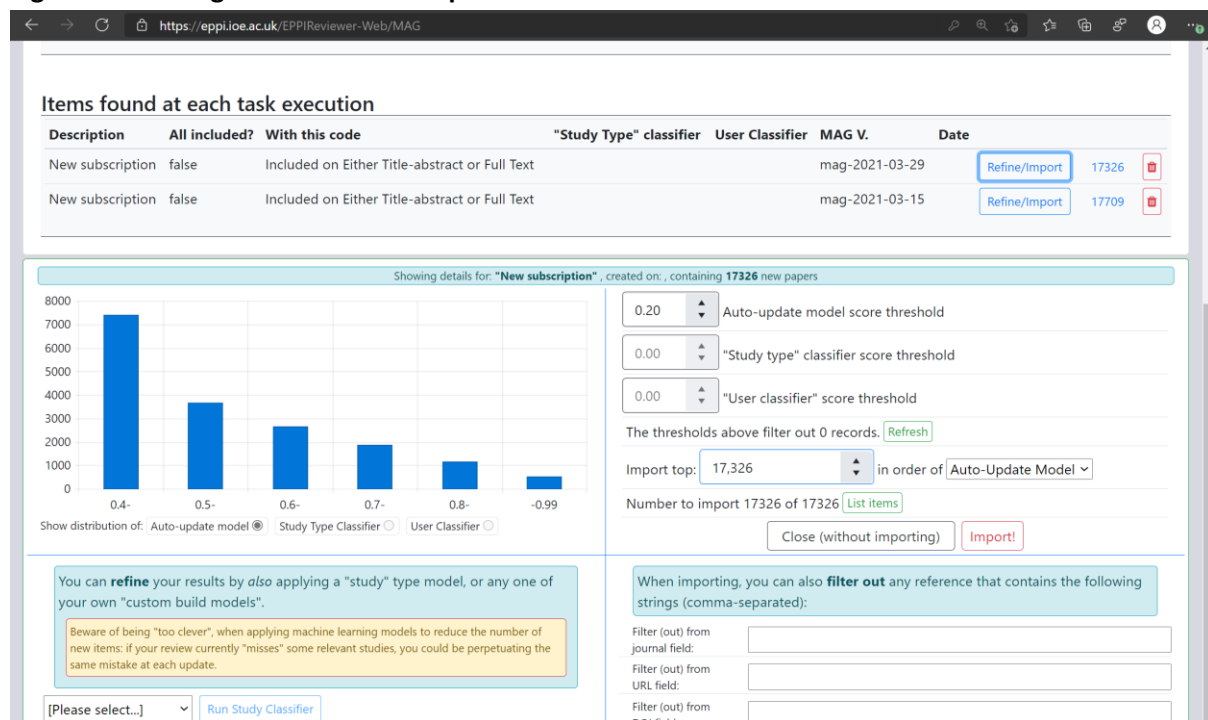 https://eppi.ioe.ac.uk/EPPIReviewer-Web/MAG
Items found at each task execution
Description All included? With this code "Study Type" classifier User Classifier MAG V. Date
New subscription false Included on Either Title-abstract or Full Text mag-2021-03-29 Refine/Import 17326
New subscription false Included on Either Title-abstract or Full Text mag-2021-03-15 Refine/Import 17709
Showing details for: "New subscription" , created on: , containing 17326 new papers
8000
7000
6000
5000
4000
3000
2000
1000
0
0.4- 0.5- 0.6- 0.7- 0.8- -0.99
Show distribution of: Auto-update model Study Type Classifier User Classifier
0.20 Auto-update model score threshold
0.00 "Study type" classifier score threshold
0.00 "User classifier" score threshold
The thresholds above filter out 0 records. Refresh
Import top: 17,326 in order of Auto-Update Model
Number to import 17326 of 17326 List items
Close (without importing) Import!
You can refine your results by also applying a "study" type model, or any one of
your own "custom build models".
Beware of being "too clever", when applying machine learning models to reduce the number of
new items: if your review currently "misses" some relevant studies, you could be perpetuating the
same mistake at each update.
[Please select...] Run Study Classifier
When importing, you can also filter out any reference that contains the following
strings (comma-separated):
Filter (out) from
journal field:
Filter (out) from
URL field:
Filter (out) from